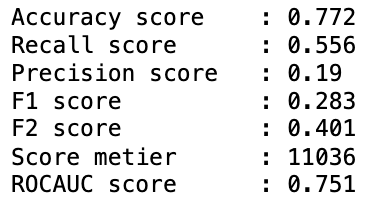 Accuracy score : 0.772
Recall score : 0.556
Precision score : 0.19
F1 score : 0.283
F2 score : 0.401
Score metier : 11036
ROCAUC score : 0.751